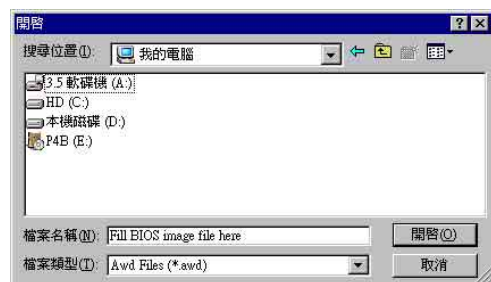 開啓
搜尋位置(I): 我的電腦
3.5 軟碟機 (A:)
HD (C:)
本機磁碟 (D:)
P4B (E:)
檔案名稱(N): Fill BIOS image file here 開啓(O)
檔案類型(T): Awd Files (*.awd) 取消